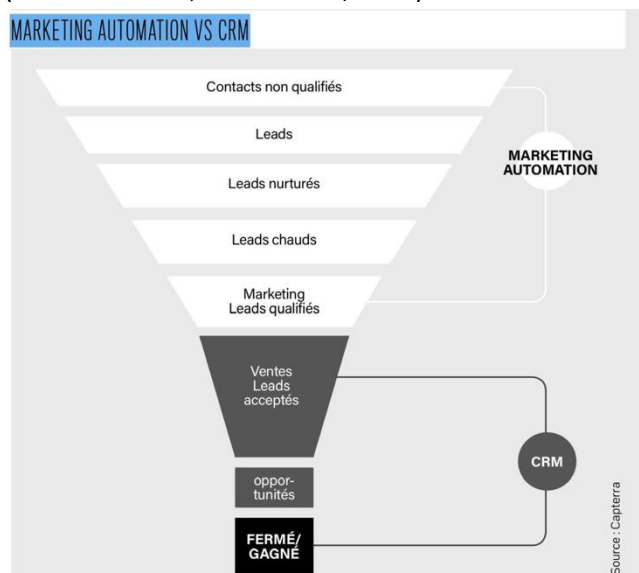 MARKETING AUTOMATION VS CRM
Contacts non qualifiés
Leads
Leads nurturés
Leads chauds
Marketing
Leads qualifiés
MARKETING
AUTOMATION
Ventes
Leads
acceptés
oppor-
tunités
FERMÉ/
GAGNÉ
CRM
Source : Capterra